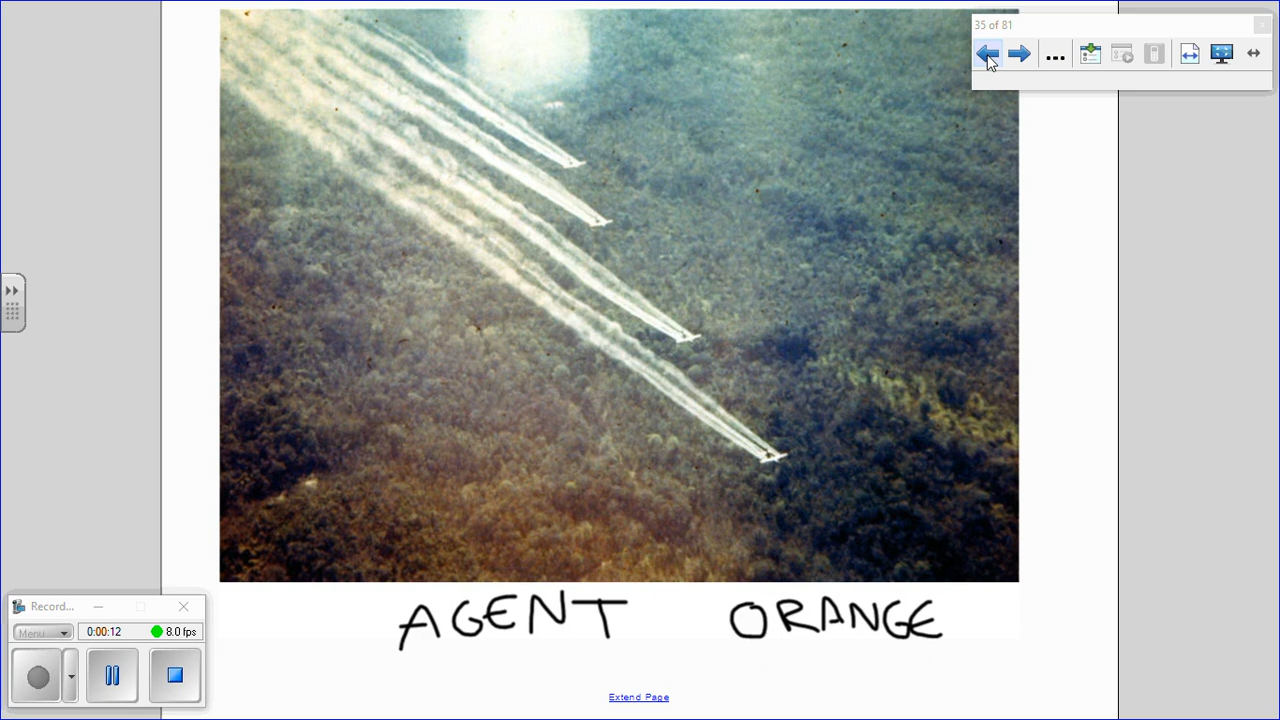 35 of 81
...
Record...
Menu
0:00:12
8.0 fps
AGENT ORANGE
Extend Page